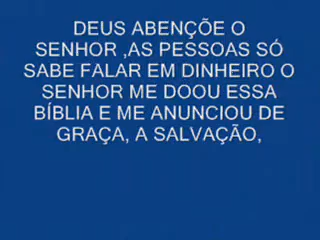 DEUS ABENÇÕE O
SENHOR ,AS PESSOAS SÓ
SABE FALAR EM DINHEIRO O
SENHOR ME DOOU ESSA
BÍBLIA E ME ANUNCIOU DE
GRAÇA, A SALVAÇÃO,